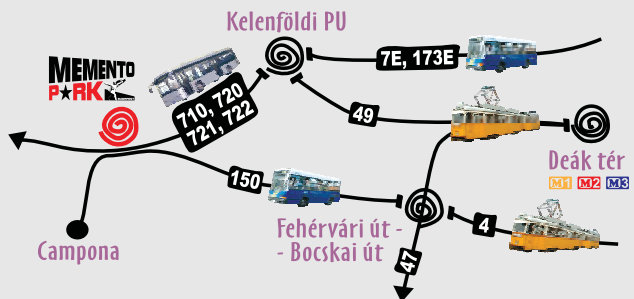 Kelenföldi PU
7E, 173E
MEMENTO
P★RK
710, 720
721, 722
49
Deák tér
M1 M2 M3
150
Fehérvári út -
- Bocskai út
4
47
Campona